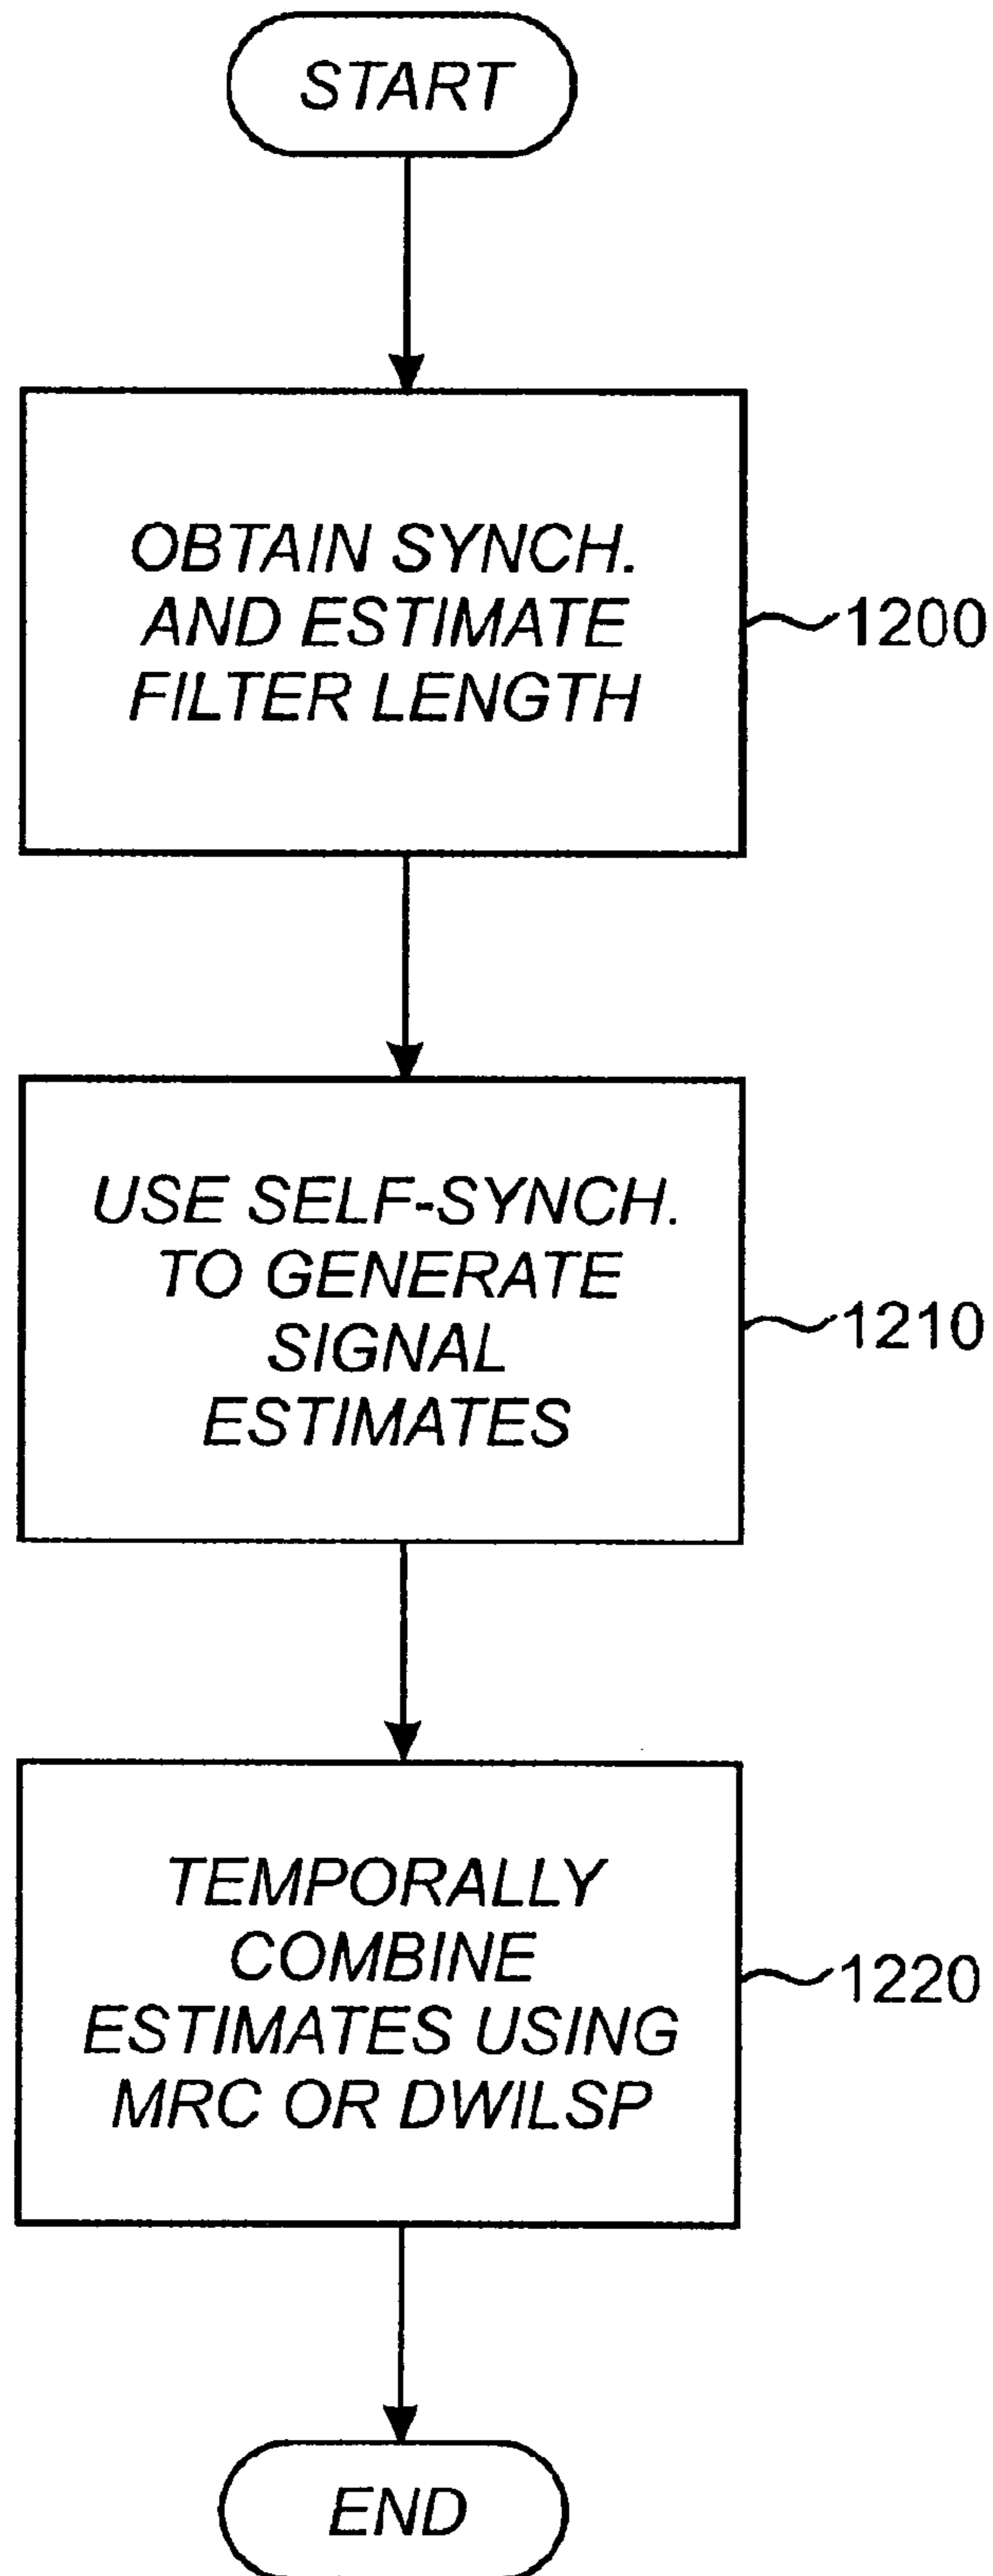 START
OBTAIN SYNCH.
AND ESTIMATE
FILTER LENGTH
1200
USE SELF-SYNCH.
TO GENERATE
SIGNAL
ESTIMATES
1210
TEMPORALLY
COMBINE
ESTIMATES USING
MRC OR DWILSP
1220
END